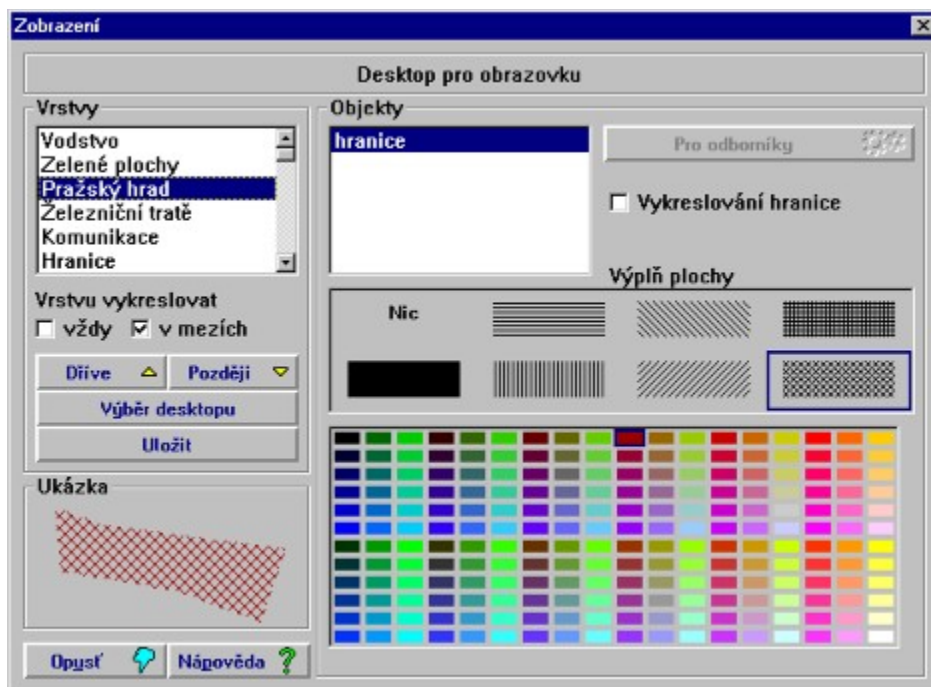 Zobrazení
Desktop pro obrazovku
Vrstvy
Vodstvo
Zelené plochy
Pražský hrad
Železniční tratě
Komunikace
Hranice
Vrstvu vykreslovat
vždy
v mezích
Dříve
Později
Výběr desktopu
Uložit
Ukázka
Opusť
Nápověda
Objekty
hranice
Pro odborníky
Vykreslování hranice
Výplň plochy
Nic